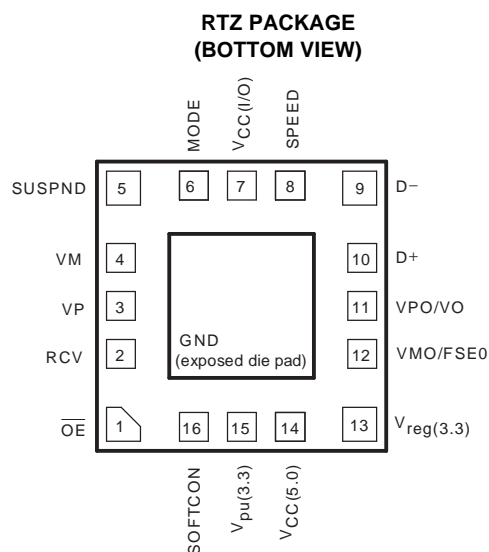 RTZ PACKAGE
(BOTTOM VIEW)
MODE
VCC(I/O)
SPEED
SUSPND
5
6
7
8
9
D−
VM
4
10
D+
VP
3
11
VPO/VO
RCV
2
GND
(exposed die pad)
12
VMO/FSE0
OE
1
16
15
14
13
Vreg(3.3)
SOFTCON
Vpu(3.3)
VCC(5.0)